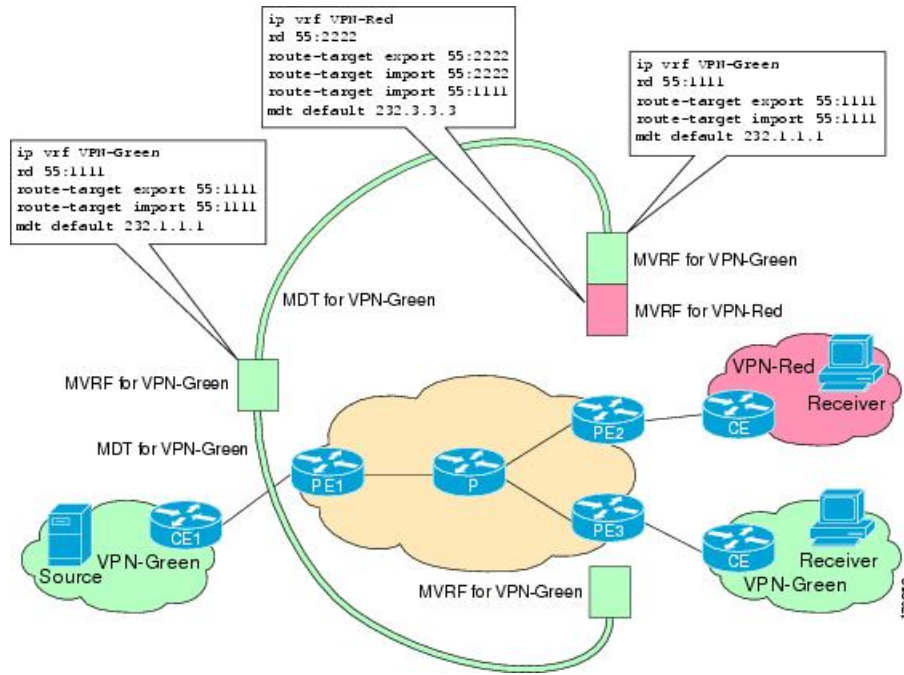 ip vrf VPN-Red
rd 55:2222
route-target export 55:2222
route-target import 55:2222
route-target import 55:1111
mdt default 232.3.3.3
ip vrf VPN-Green
rd 55:1111
route-target export 55:1111
route-target import 55:1111
mdt default 232.1.1.1
ip vrf VPN-Green
rd 55:1111
route-target export 55:1111
route-target import 55:1111
mdt default 232.1.1.1
MVRF for VPN-Green
MDT for VPN-Green
MVRF for VPN-Red
MVRF for VPN-Green
VPN-Red
Receiver
CE
PE2
MDT for VPN-Green
PE1
P
PE3
CE1
VPN-Green
Source
CE
Receiver
VPN-Green
MVRF for VPN-Green